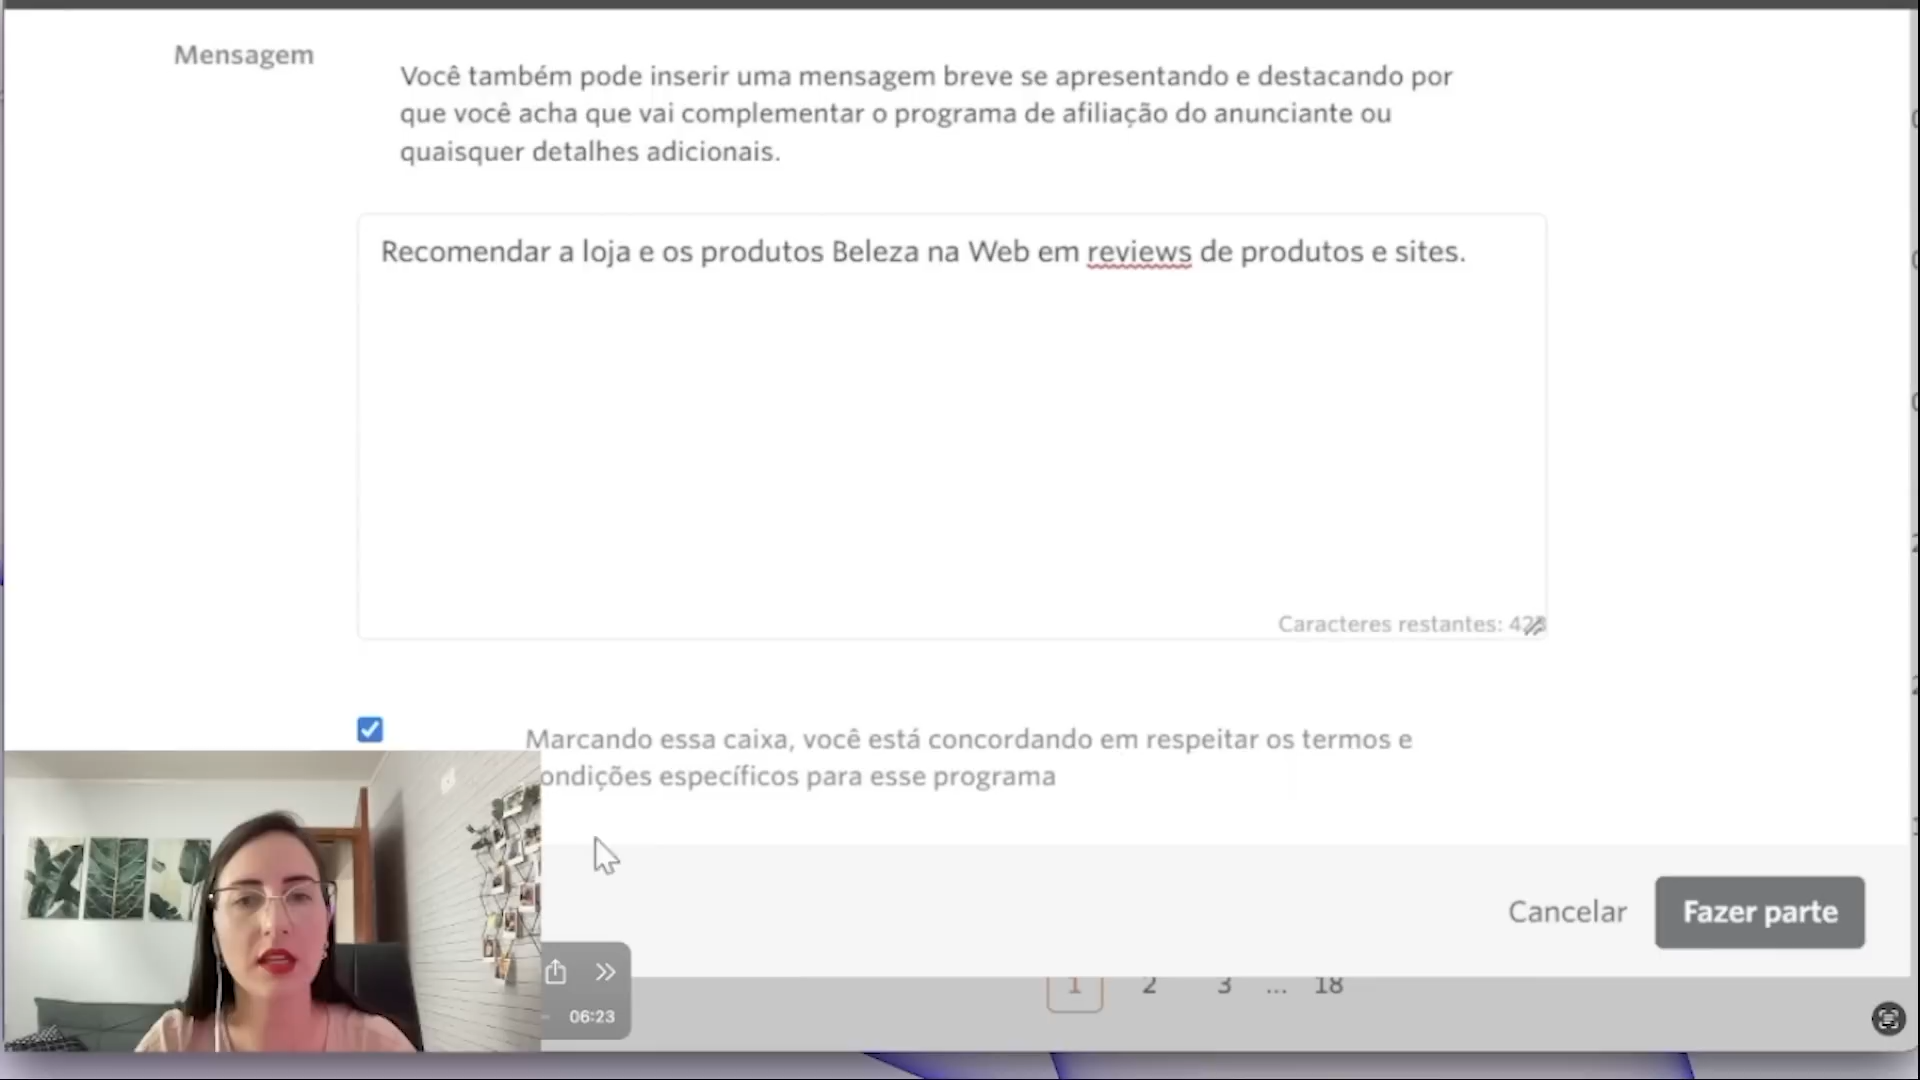 Mensagem
Você também pode inserir uma mensagem breve se apresentando e destacando por
que você acha que vai complementar o programa de afiliação do anunciante ou
quaisquer detalhes adicionais.
Recomendar a loja e os produtos Beleza na Web em reviews de produtos e sites.
Caracteres restantes:
Marcando essa caixa, você está concordando em respeitar os termos e
ondições específicos para esse programa
Cancelar
Fazer parte
06:23
1 2 3 ... 18